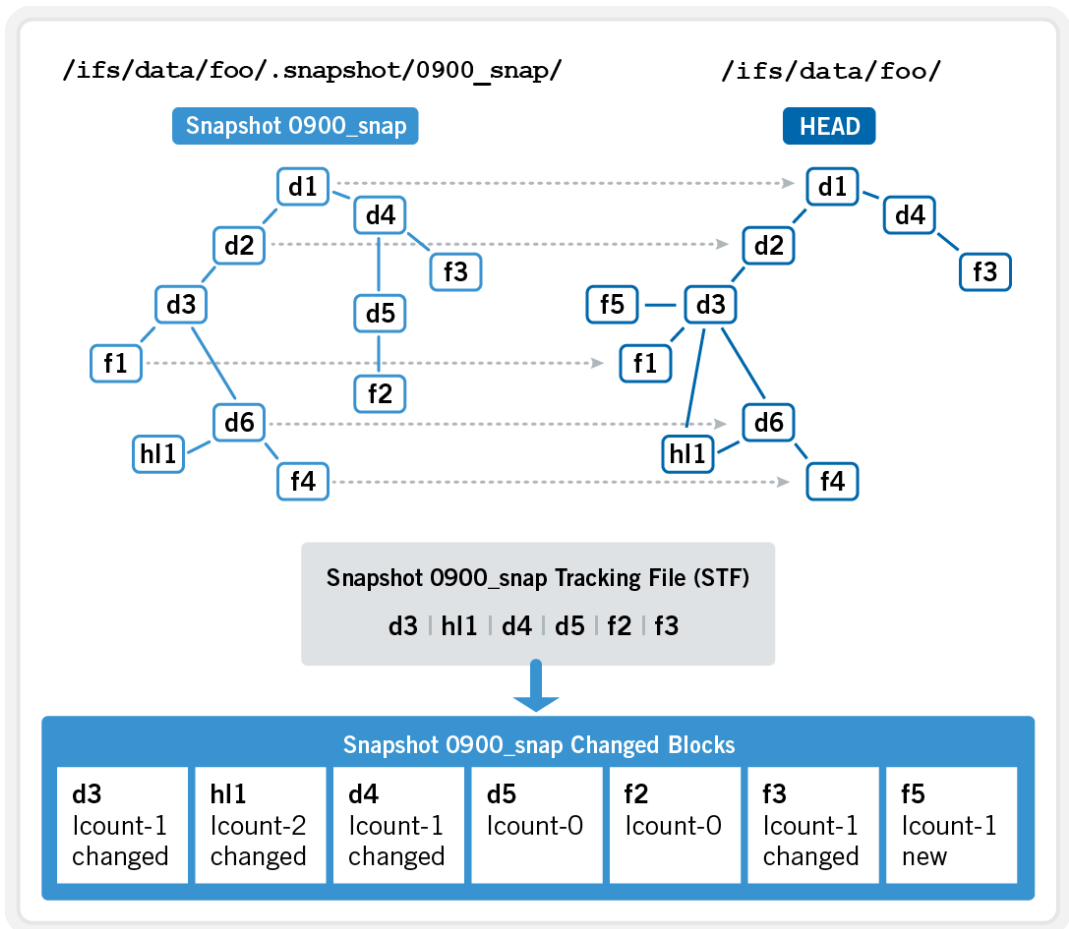 /ifs/data/foo/.snapshot/0900_snap/
/ifs/data/foo/
Snapshot 0900_snap
HEAD
d1
d4
d2
f3
d3
d5
f1
f2
d6
hl1
f4
d1
d4
d2
f3
f5
d3
f1
d6
hl1
f4
Snapshot 0900_snap Tracking File (STF)
d3 | hl1 | d4 | d5 | f2 | f3
Snapshot 0900_snap Changed Blocks
d3
lcount-1
changed
hl1
lcount-2
changed
d4
lcount-1
changed
d5
lcount-0
f2
lcount-0
f3
lcount-1
changed
f5
lcount-1
new